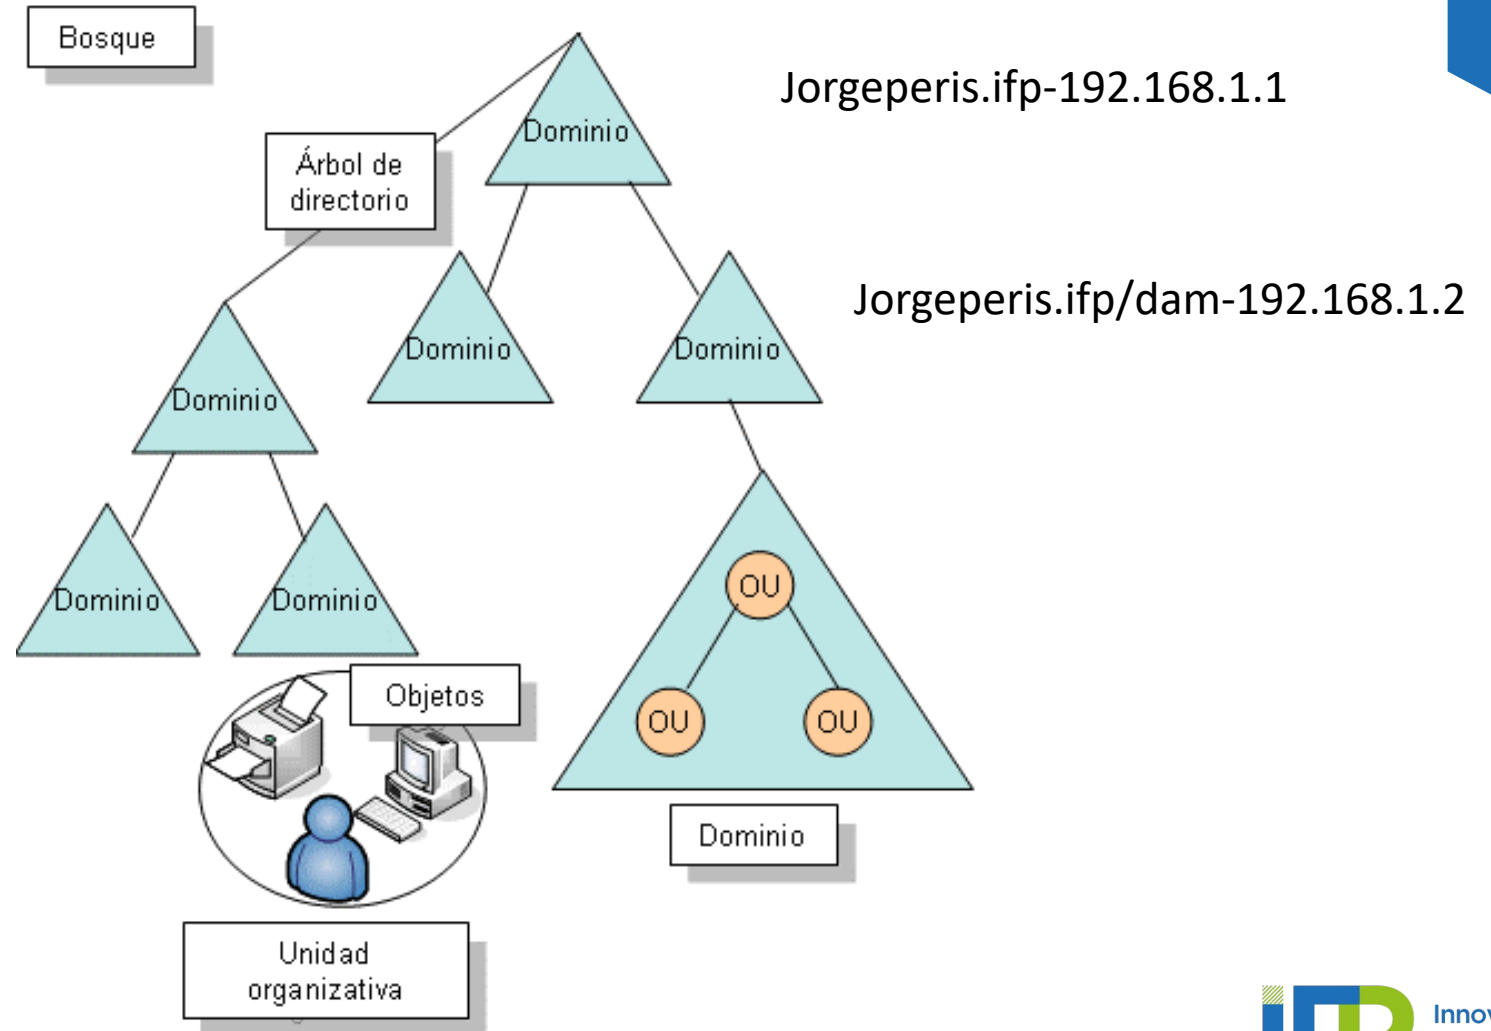 Bosque
Jorgeperis.ifp-192.168.1.1
Dominio
Árbol de
directorio
Jorgeperis.ifp/dam-192.168.1.2
Dominio
Dominio
Dominio
Dominio
Dominio
OU
OU
OU
Objetos
Dominio
Unidad
organizativa